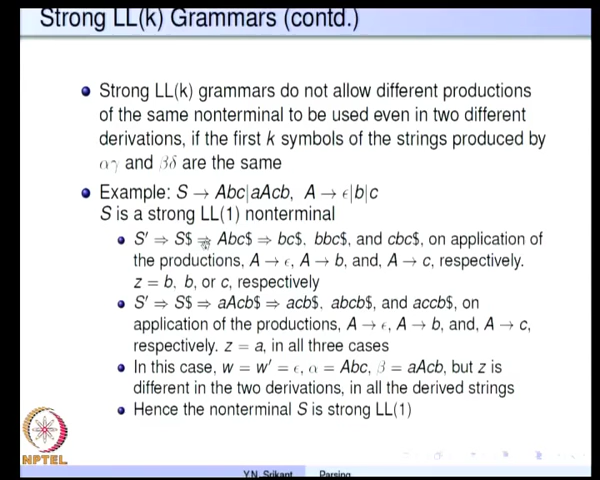 Strong LL(k) Grammars (contd.)
Strong LL(k) grammars do not allow different productions
of the same nonterminal to be used even in two different
derivations, if the first k symbols of the strings produced by
αγ and βδ are the same
Example: S → Abc|aAcb, A → ϵ|b|c
S is a strong LL(1) nonterminal
S′ ⇒ S$ ⇒ Abc$ ⇒ bc$. bbc$, and cbc$, on application of
the productions, A → ϵ, A → b, and, A → c, respectively.
z = b, b, or c, respectively
S′ ⇒ S$ ⇒ aAcb$ ⇒ acb$. abcb$, and accb$, on
application of the productions, A → ϵ, A → b, and, A → c,
respectively. z = a, in all three cases
In this case, w = w′ = ϵ, α = Abc, β = aAcb, but z is
different in the two derivations, in all the derived strings
Hence the nonterminal S is strong LL(1)
NPTEL
Y.N. Srikant Parsing